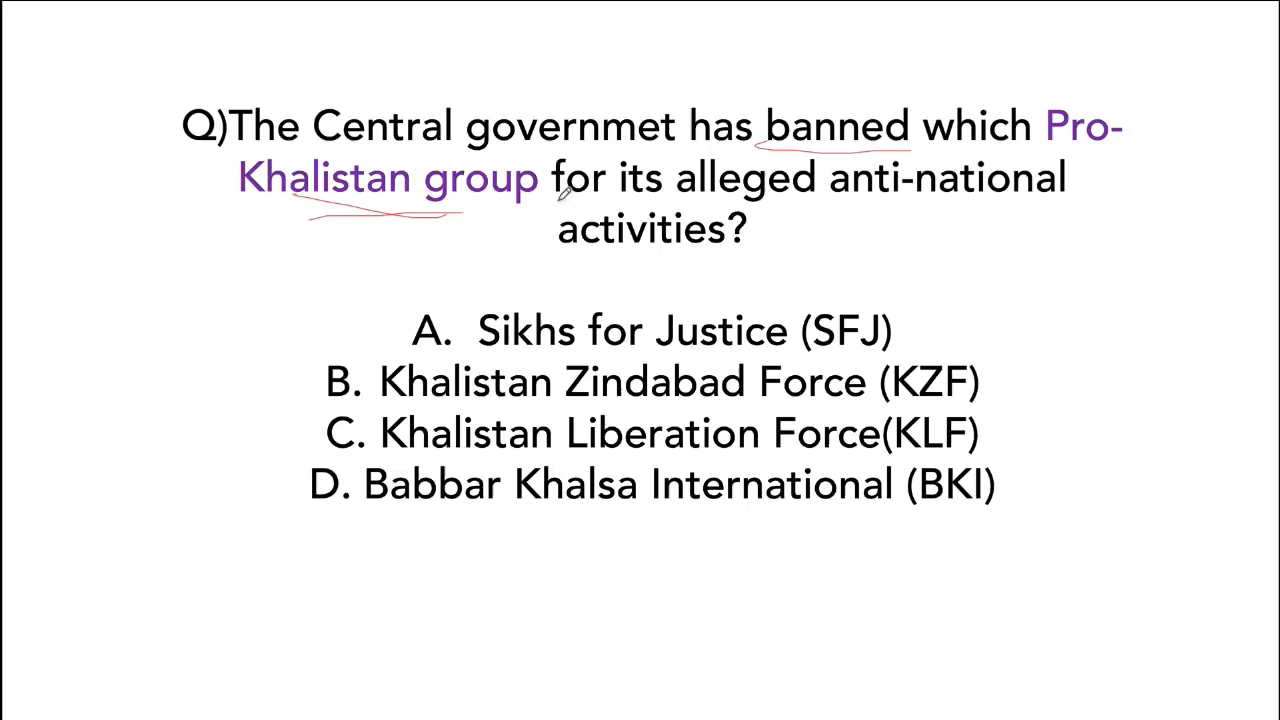 Q)The Central governmet has banned which Pro-
Khalistan group for its alleged anti-national
activities?
A. Sikhs for Justice (SFJ)
B. Khalistan Zindabad Force (KZF)
C. Khalistan Liberation Force(KLF)
D. Babbar Khalsa International (BKI)